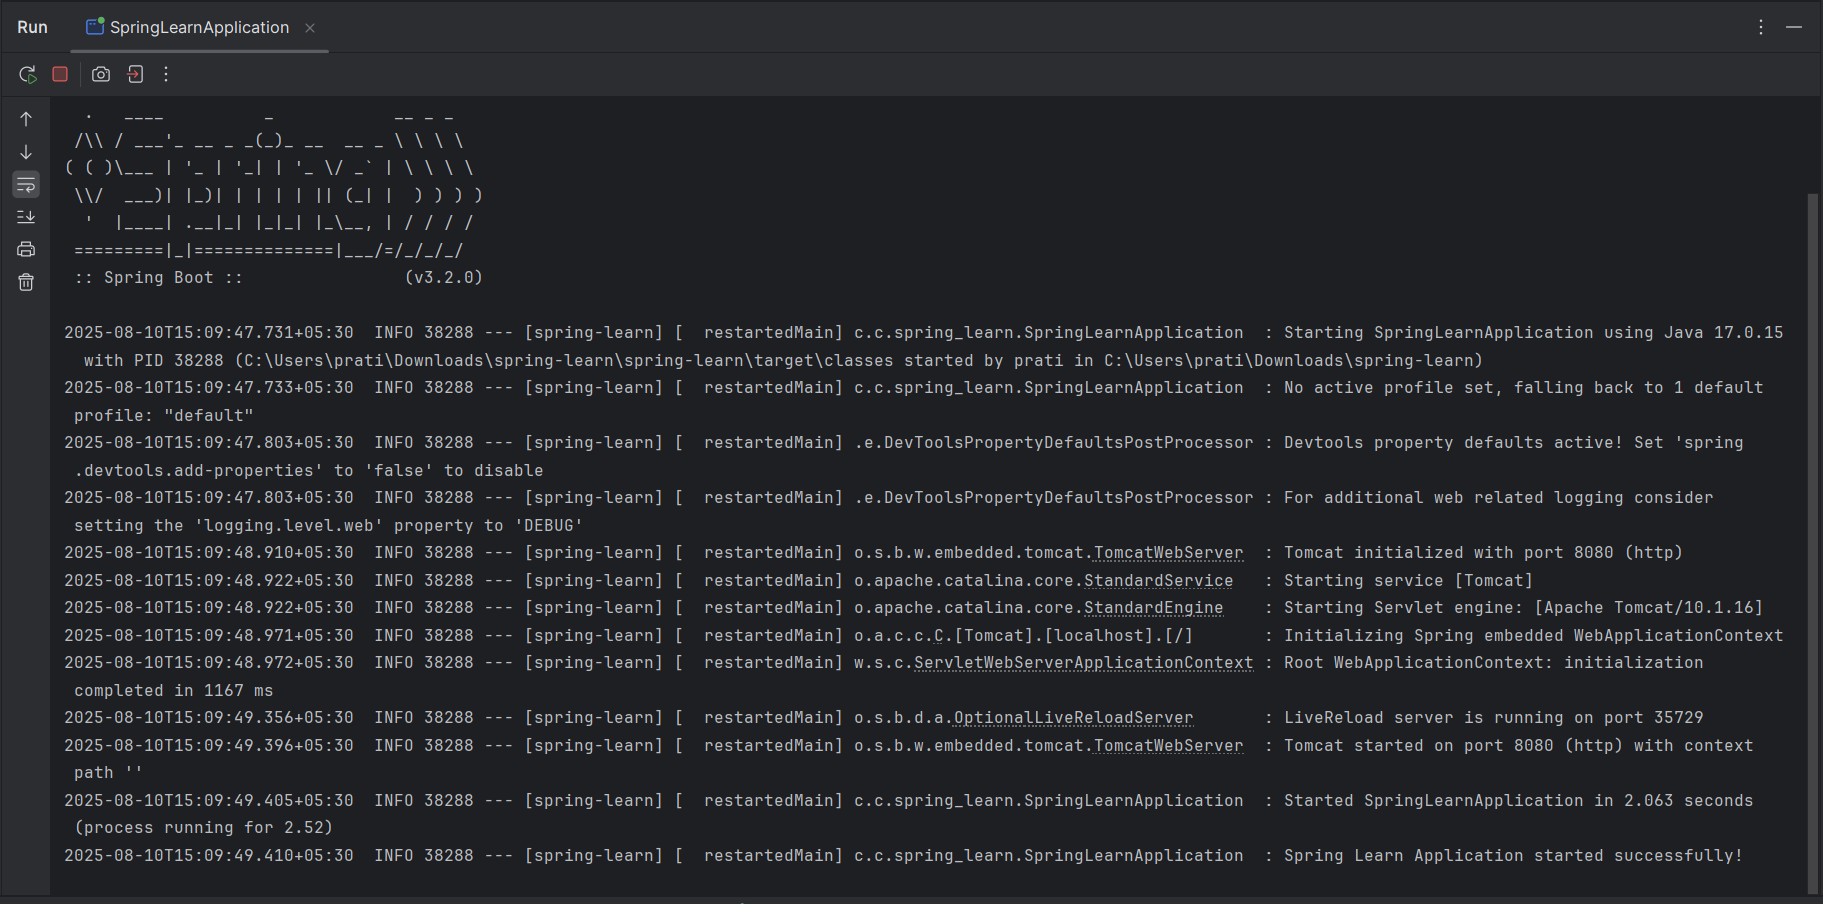 Run
SpringLearnApplication
  .   ____          _            __ _ _
 /\\ / ___'_ __ _ _(_)_ __  __ _ \ \ \ \
( ( )\___ | '_ | '_| | '_ \/ _` | \ \ \ \
 \\/  ___)| |_)| | | | | || (_| |  ) ) ) )
  '  |____| .__|_| |_|_| |_\__, | / / / /
 =========|_|==============|___/=/_/_/_/
 :: Spring Boot ::                (v3.2.0)
2025-08-10T15:09:47.731+05:30  INFO 38288 --- [spring-learn] [  restartedMain] c.c.spring_learn.SpringLearnApplication  : Starting SpringLearnApplication using Java 17.0.15
with PID 38288 (C:\Users\prati\Downloads\spring-learn\spring-learn\target\classes started by prati in C:\Users\prati\Downloads\spring-learn)
2025-08-10T15:09:47.733+05:30  INFO 38288 --- [spring-learn] [  restartedMain] c.c.spring_learn.SpringLearnApplication  : No active profile set, falling back to 1 default
profile: "default"
2025-08-10T15:09:47.803+05:30  INFO 38288 --- [spring-learn] [  restartedMain] .e.DevToolsPropertyDefaultsPostProcessor : Devtools property defaults active! Set 'spring
.devtools.add-properties' to 'false' to disable
2025-08-10T15:09:47.803+05:30  INFO 38288 --- [spring-learn] [  restartedMain] .e.DevToolsPropertyDefaultsPostProcessor : For additional web related logging consider
setting the 'logging.level.web' property to 'DEBUG'
2025-08-10T15:09:48.910+05:30  INFO 38288 --- [spring-learn] [  restartedMain] o.s.b.w.embedded.tomcat.TomcatWebServer  : Tomcat initialized with port 8080 (http)
2025-08-10T15:09:48.922+05:30  INFO 38288 --- [spring-learn] [  restartedMain] o.apache.catalina.core.StandardService   : Starting service [Tomcat]
2025-08-10T15:09:48.922+05:30  INFO 38288 --- [spring-learn] [  restartedMain] o.apache.catalina.core.StandardEngine    : Starting Servlet engine: [Apache Tomcat/10.1.16]
2025-08-10T15:09:48.971+05:30  INFO 38288 --- [spring-learn] [  restartedMain] o.a.c.c.C.[Tomcat].[localhost].[/]       : Initializing Spring embedded WebApplicationContext
2025-08-10T15:09:48.972+05:30  INFO 38288 --- [spring-learn] [  restartedMain] w.s.c.ServletWebServerApplicationContext : Root WebApplicationContext: initialization
completed in 1167 ms
2025-08-10T15:09:49.356+05:30  INFO 38288 --- [spring-learn] [  restartedMain] o.s.b.d.a.OptionalLiveReloadServer       : LiveReload server is running on port 35729
2025-08-10T15:09:49.396+05:30  INFO 38288 --- [spring-learn] [  restartedMain] o.s.b.w.embedded.tomcat.TomcatWebServer  : Tomcat started on port 8080 (http) with context
path ''
2025-08-10T15:09:49.405+05:30  INFO 38288 --- [spring-learn] [  restartedMain] c.c.spring_learn.SpringLearnApplication  : Started SpringLearnApplication in 2.063 seconds
(process running for 2.52)
2025-08-10T15:09:49.410+05:30  INFO 38288 --- [spring-learn] [  restartedMain] c.c.spring_learn.SpringLearnApplication  : Spring Learn Application started successfully!